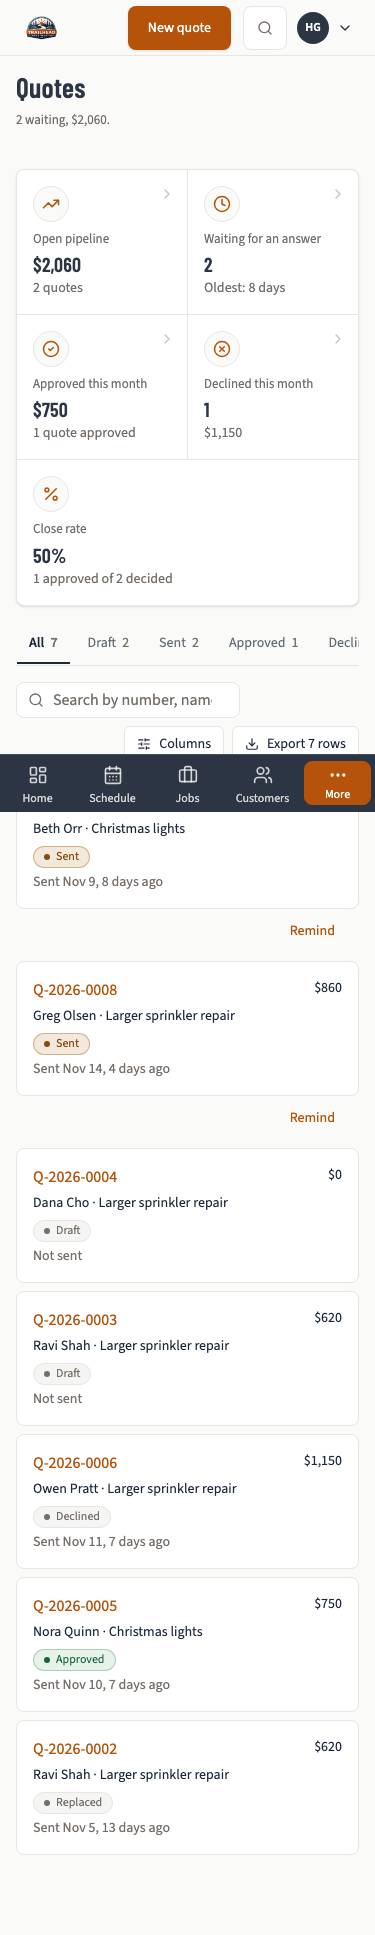 TRAILHEAD
New quote
HG
Quotes
2 waiting, $2,060.
Open pipeline
$2,060
2 quotes
Waiting for an answer
2
Oldest: 8 days
Approved this month
$750
1 quote approved
Declined this month
1
$1,150
Close rate
50%
1 approved of 2 decided
All 7
Draft 2
Sent 2
Approved 1
Declin
Search by number, nam
Columns
Export 7 rows
Home
Schedule
Jobs
Customers
More
Beth Orr · Christmas lights
Sent
Sent Nov 9, 8 days ago
Remind
Q-2026-0008
$860
Greg Olsen · Larger sprinkler repair
Sent
Sent Nov 14, 4 days ago
Remind
Q-2026-0004
$0
Dana Cho · Larger sprinkler repair
Draft
Not sent
Q-2026-0003
$620
Ravi Shah · Larger sprinkler repair
Draft
Not sent
Q-2026-0006
$1,150
Owen Pratt · Larger sprinkler repair
Declined
Sent Nov 11, 7 days ago
Q-2026-0005
$750
Nora Quinn · Christmas lights
Approved
Sent Nov 10, 7 days ago
Q-2026-0002
$620
Ravi Shah · Larger sprinkler repair
Replaced
Sent Nov 5, 13 days ago